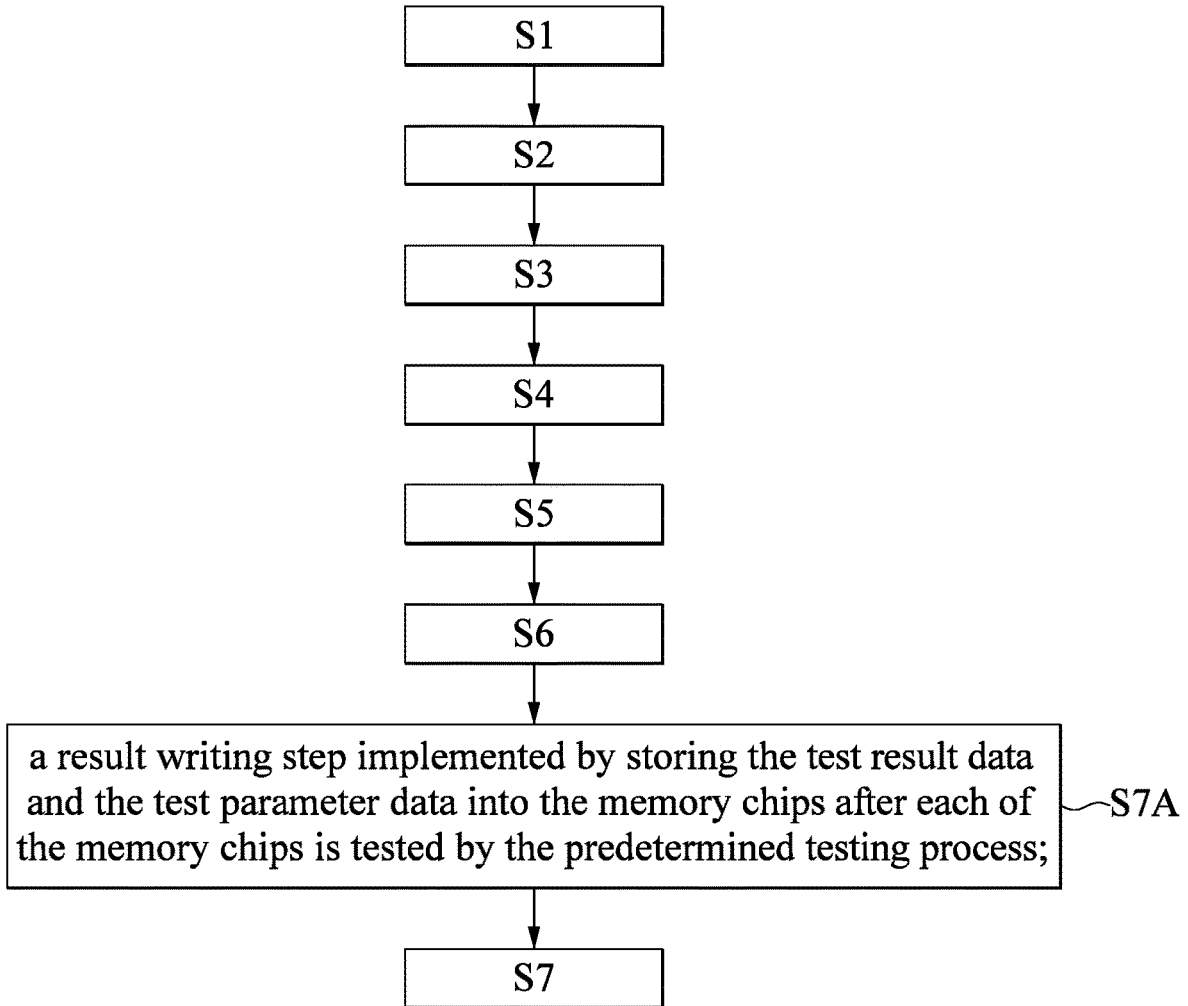 S1
S2
S3
S4
S5
S6
a result writing step implemented by storing the test result data
and the test parameter data into the memory chips after each of
the memory chips is tested by the predetermined testing process;
S7A
S7